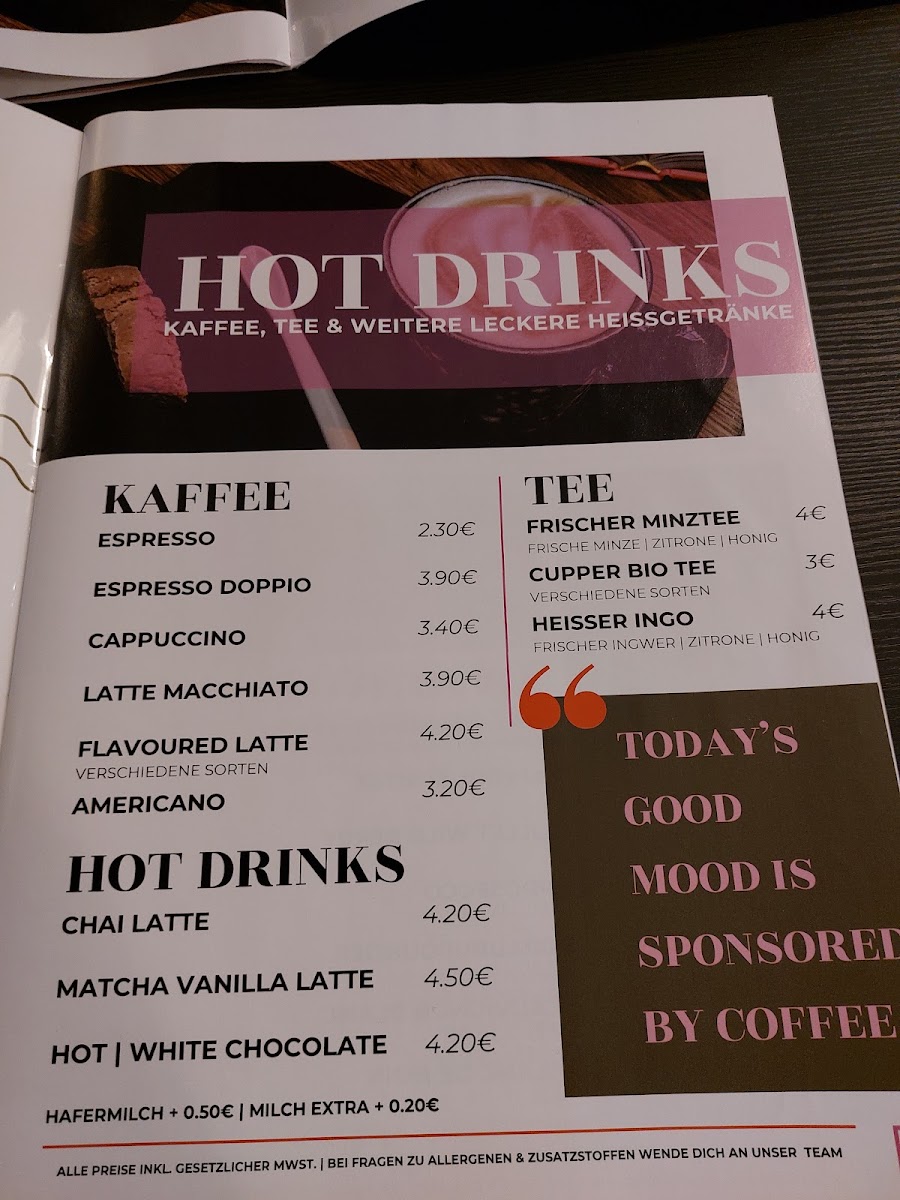 HOT DRINKS
KAFFEE, TEE & WEITERE LECKERE HEISSGETRÄNKE
KAFFEE
ESPRESSO 2.30€
ESPRESSO DOPPIO 3.90€
CAPPUCCINO 3.40€
LATTE MACCHIATO 3.90€
FLAVOURED LATTE 4.20€
VERSCHIEDENE SORTEN
AMERICANO 3.20€
HOT DRINKS
CHAI LATTE 4.20€
MATCHA VANILLA LATTE 4.50€
HOT | WHITE CHOCOLATE 4.20€
HAFERMILCH + 0.50€ | MILCH EXTRA + 0.20€
TEE
FRISCHER MINZTEE 4€
FRISCHE MINZE | ZITRONE | HONIG
CUPPER BIO TEE 3€
VERSCHIEDENE SORTEN
HEISSER INGO 4€
FRISCHER INGWER | ZITRONE | HONIG
“
TODAY'S
GOOD
MOOD IS
SPONSORED
BY COFFEE
ALLE PREISE INKL. GESETZLICHER MWST. | BEI FRAGEN ZU ALLERGENEN & ZUSATZSTOFFEN WENDE DICH AN UNSER TEAM